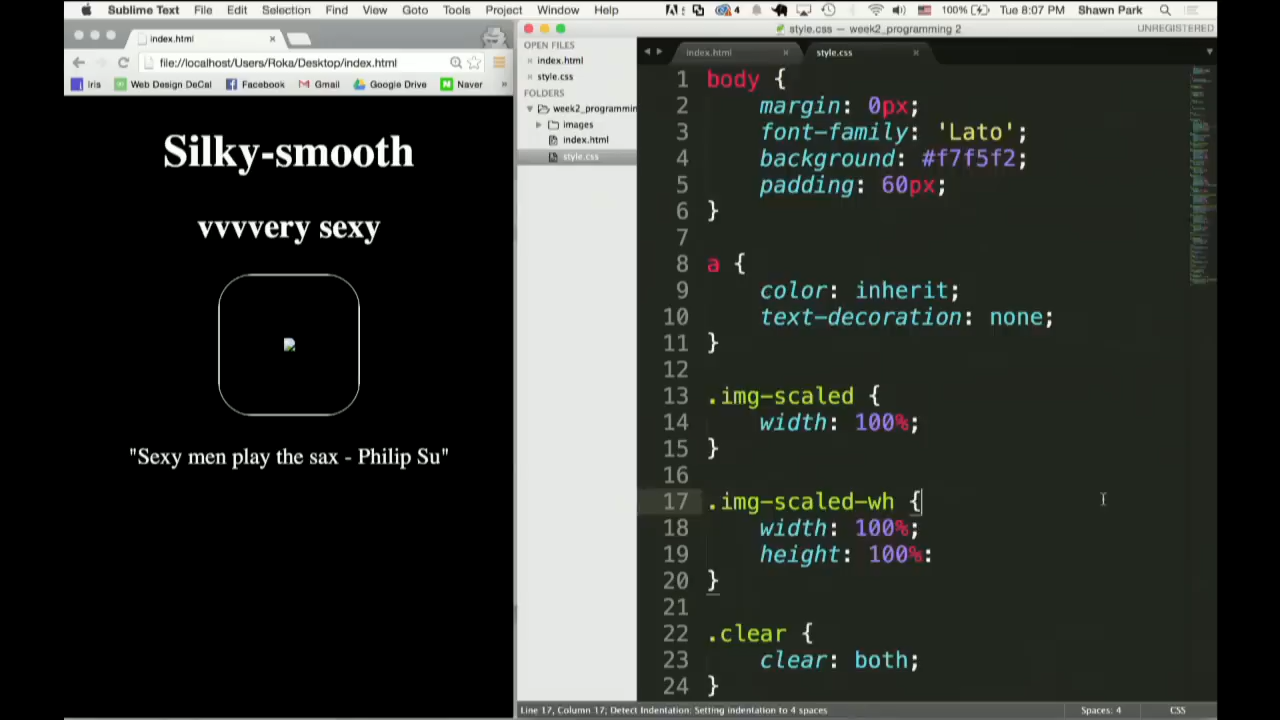 Sublime Text File Edit Selection Find View Goto Tools Project Window Help 4 100% Tue 8:07 PM Shawn Park
index.html
file://localhost/Users/Roka/Desktop/index.html
iris Web Design DeCal Facebook Gmail Google Drive Naver »
Silky-smooth
vvvvery sexy
"Sexy men play the sax - Philip Su"
style.css — week2_programming 2
UNREGISTERED
OPEN FILES
index.html
style.css
FOLDERS
week2_programmin
images
index.html
style.css
index.html style.css
1 body {
2 margin: 0px;
3 font-family: 'Lato';
4 background: #f7f5f2;
5 padding: 60px;
6 }
7
8 a {
9 color: inherit;
10 text-decoration: none;
11 }
12
13 .img-scaled {
14 width: 100%;
15 }
16
17 .img-scaled-wh {
18 width: 100%;
19 height: 100%:
20 }
21
22 .clear {
23 clear: both;
24 }
Line 17, Column 17; Detect Indentation: Setting indentation to 4 spaces
Spaces: 4 CSS